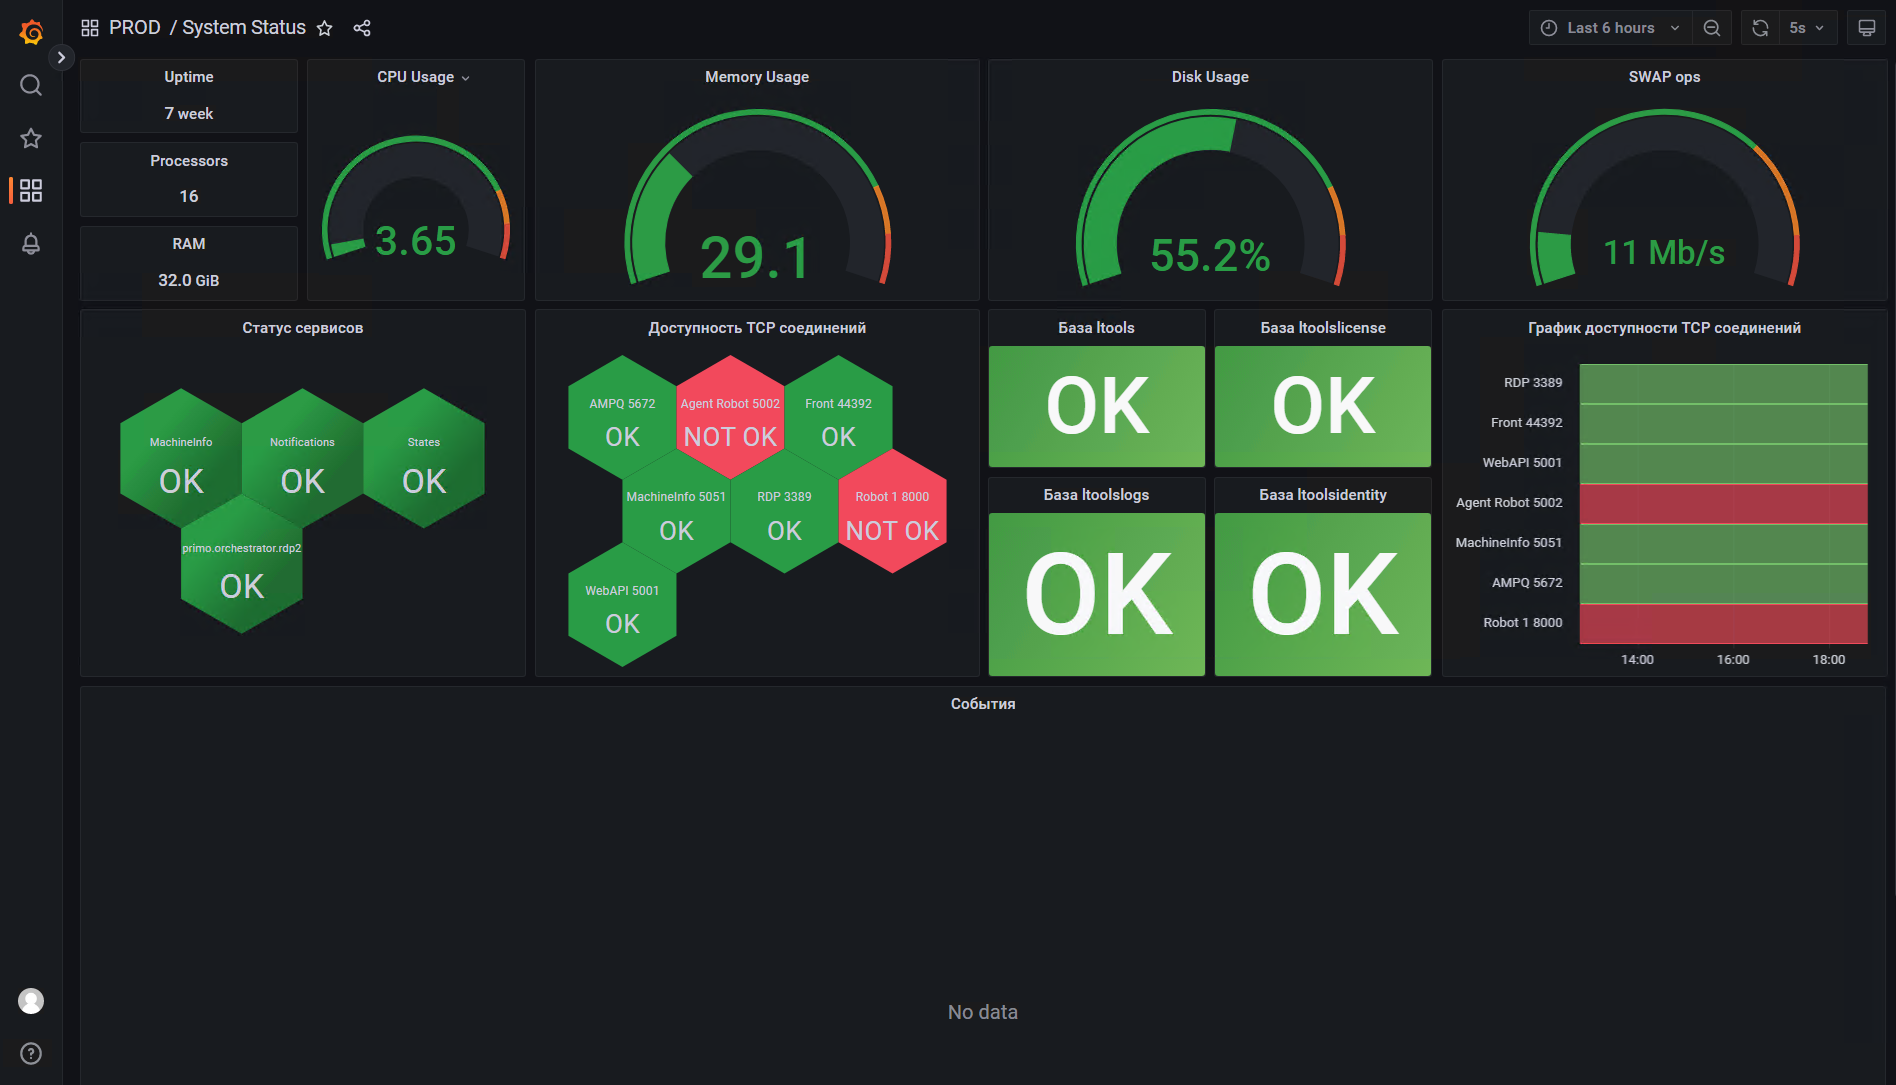 PROD / System Status
Last 6 hours
5s
Uptime
7 week
Processors
16
RAM
32.0 GiB
CPU Usage
3.65
Memory Usage
29.1
Disk Usage
55.2%
SWAP ops
11 Mb/s
Статус сервисов
MachineInfo
OK
Notifications
OK
States
OK
primo.orchestrator.rdp2
OK
Доступность TCP соединений
AMPQ 5672
OK
Agent Robot 5002
NOT OK
Front 44392
OK
MachineInfo 5051
OK
RDP 3389
OK
Robot 1 8000
NOT OK
WebAPI 5001
OK
База ltools
OK
База ltoolslicense
OK
База ltoolslogs
OK
База ltoolsidentity
OK
График доступности TCP соединений
RDP 3389
Front 44392
WebAPI 5001
Agent Robot 5002
MachineInfo 5051
AMPQ 5672
Robot 1 8000
14:00
16:00
18:00
События
No data